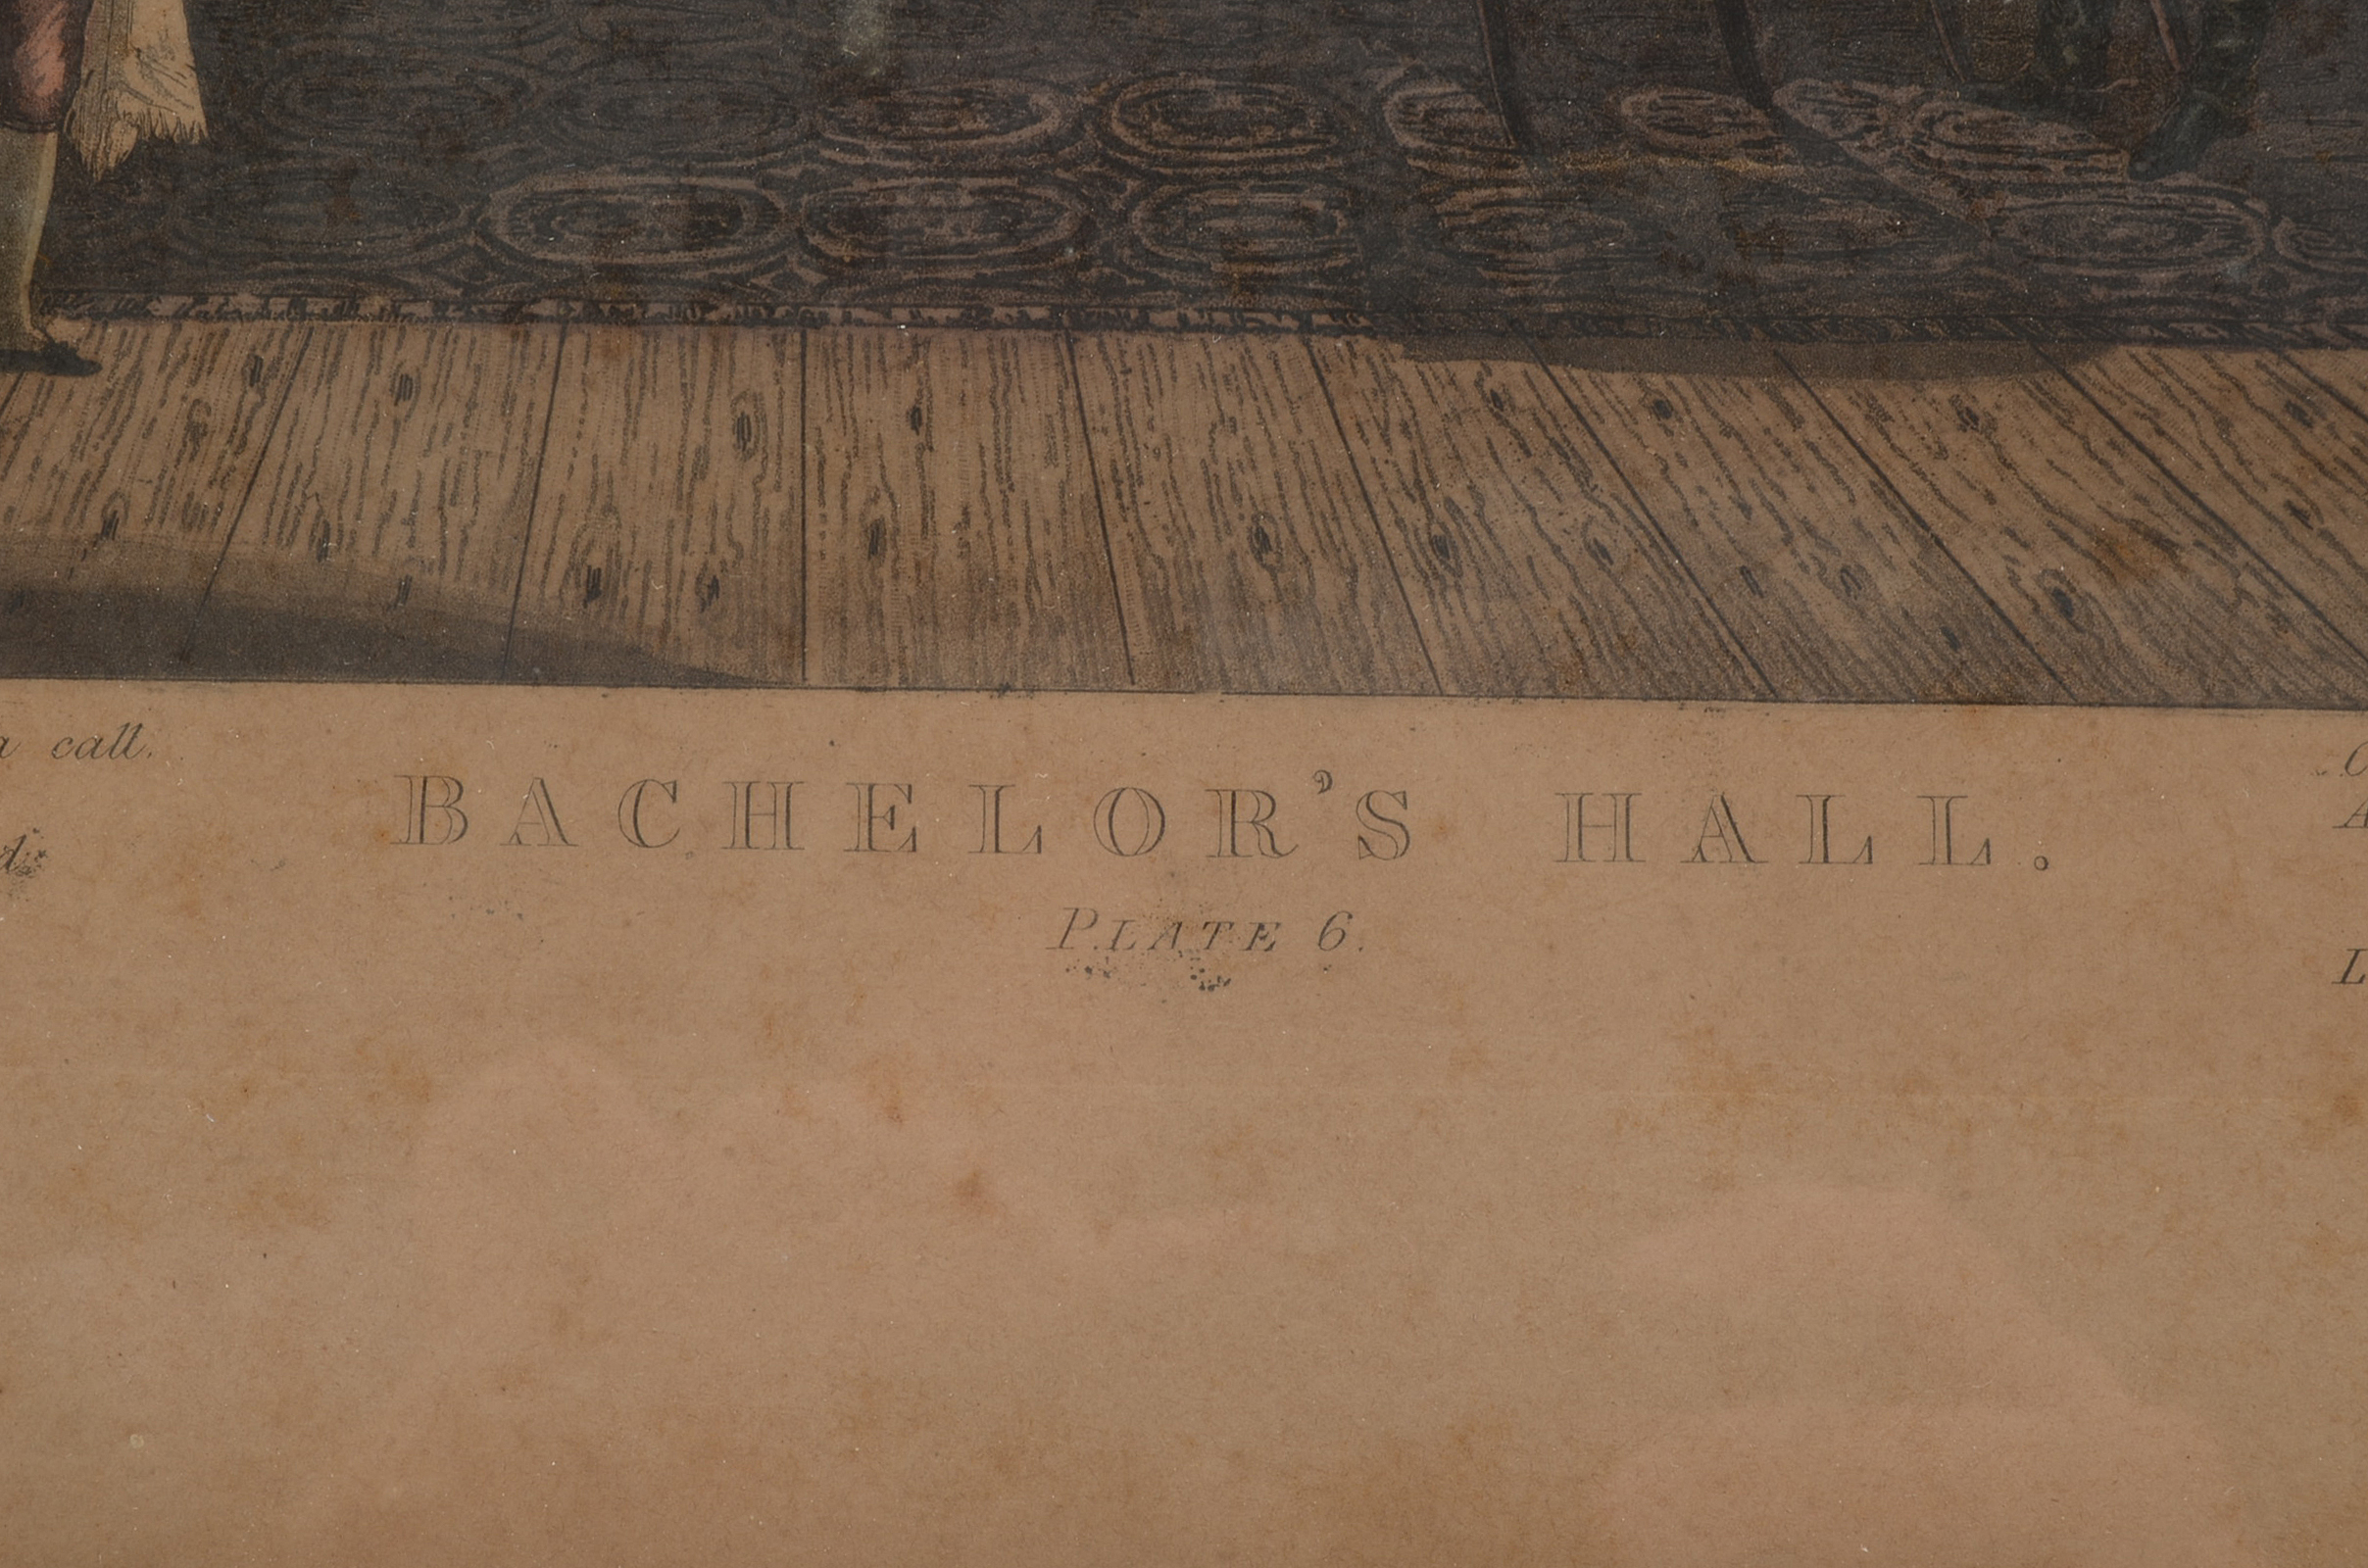 a call.
BACHELOR'S HALL.
PLATE 6.